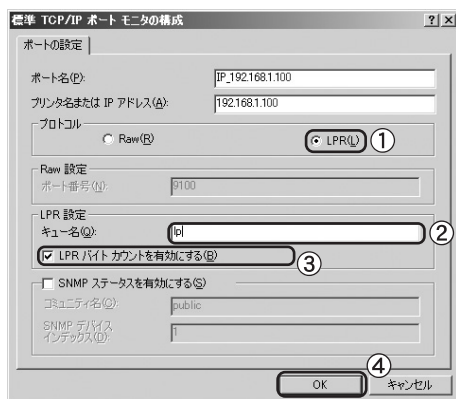 標準 TCP/IP ポート モニタの構成
? ×
ポートの設定
ポート名(P): IP_192.168.1.100
プリンタ名または IP アドレス(A): 192.168.1.100
プロトコル
Raw(R) LPR(L) ①
Raw 設定
ポート番号(N): 9100
LPR 設定
キュー名(Q): lp ②
LPR バイト カウントを有効にする(B) ③
SNMP ステータスを有効にする(S)
コミュニティ名(O): public
SNMP デバイス
インデックス(D): 1
④
OK キャンセル